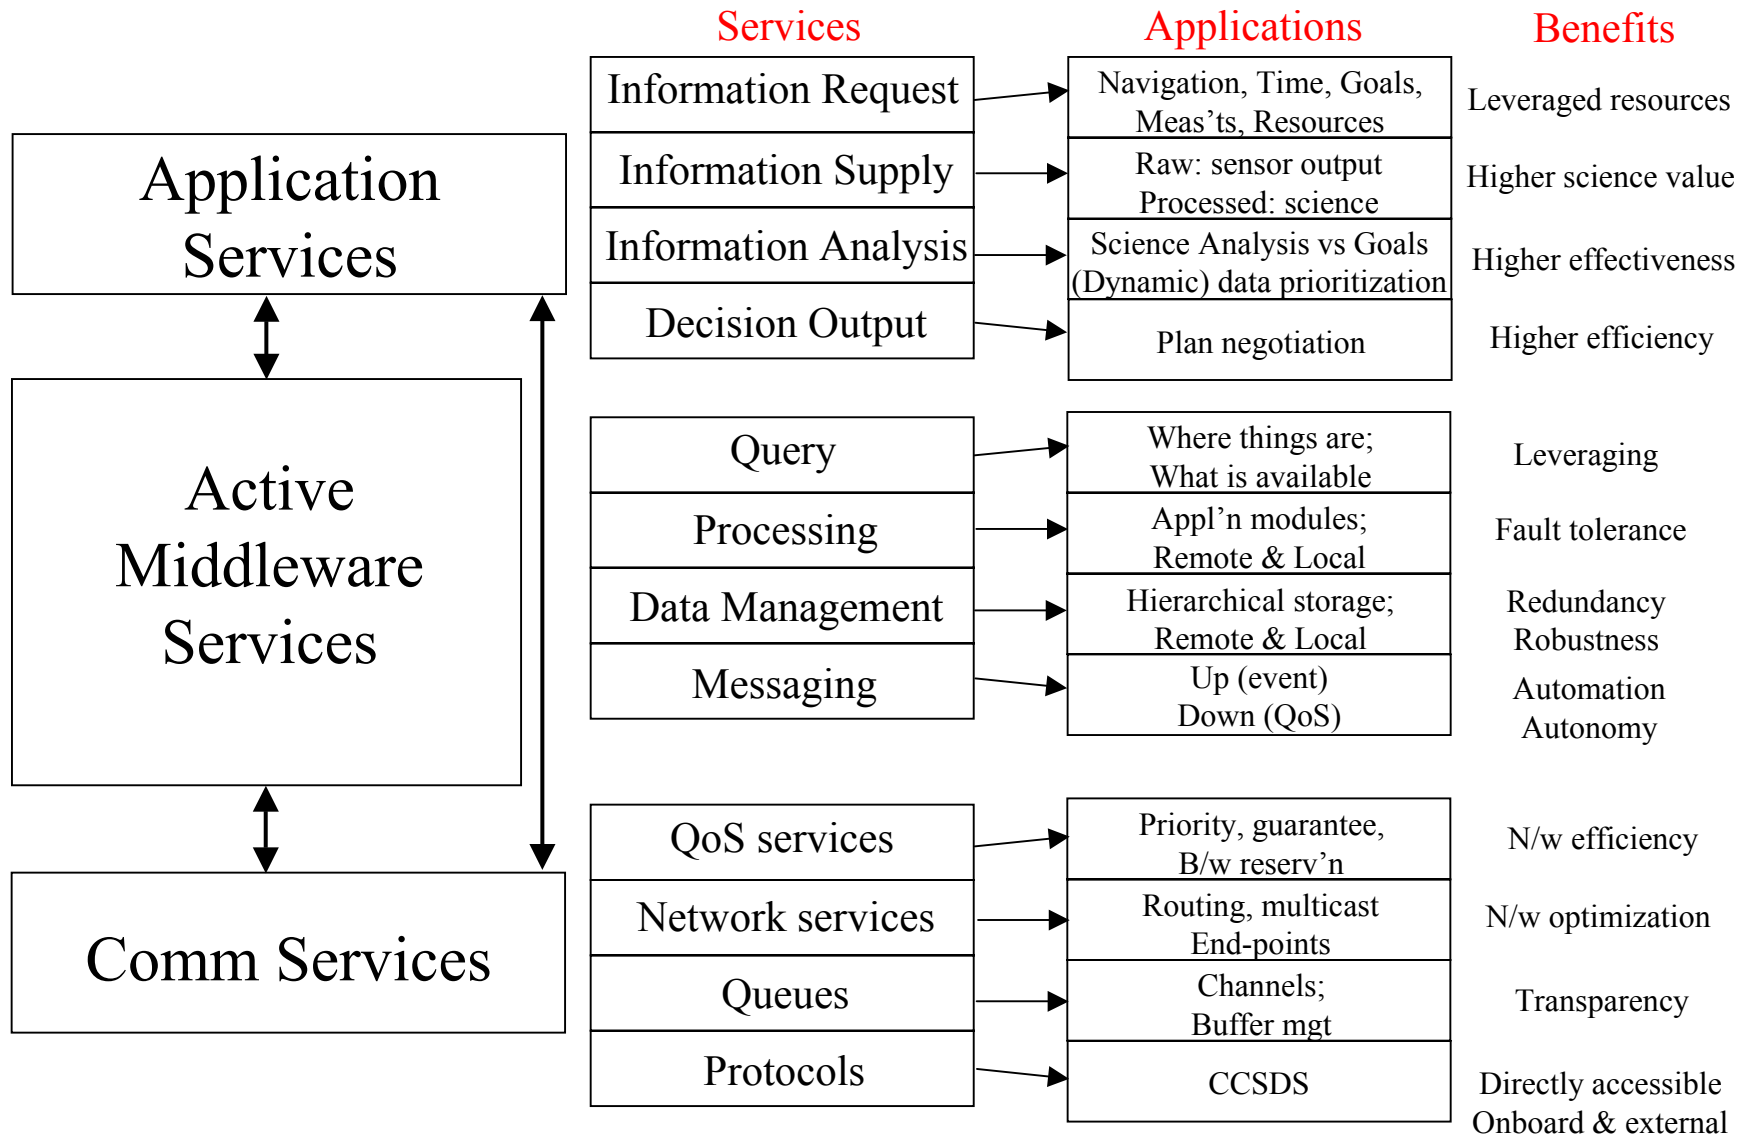 Services
Applications
Benefits
Application
Services
Active
Middleware
Services
Comm Services
Information Request
Navigation, Time, Goals,
Meas’ts, Resources
Leveraged resources
Information Supply
Raw: sensor output
Processed: science
Higher science value
Information Analysis
Science Analysis vs Goals
(Dynamic) data prioritization
Higher effectiveness
Decision Output
Plan negotiation
Higher efficiency
Query
Where things are;
What is available
Leveraging
Processing
Appl’n modules;
Remote & Local
Fault tolerance
Data Management
Hierarchical storage;
Remote & Local
Redundancy
Robustness
Messaging
Up (event)
Down (QoS)
Automation
Autonomy
QoS services
Priority, guarantee,
B/w reserv’n
N/w efficiency
Network services
Routing, multicast
End-points
N/w optimization
Queues
Channels;
Buffer mgt
Transparency
Protocols
CCSDS
Directly accessible
Onboard & external